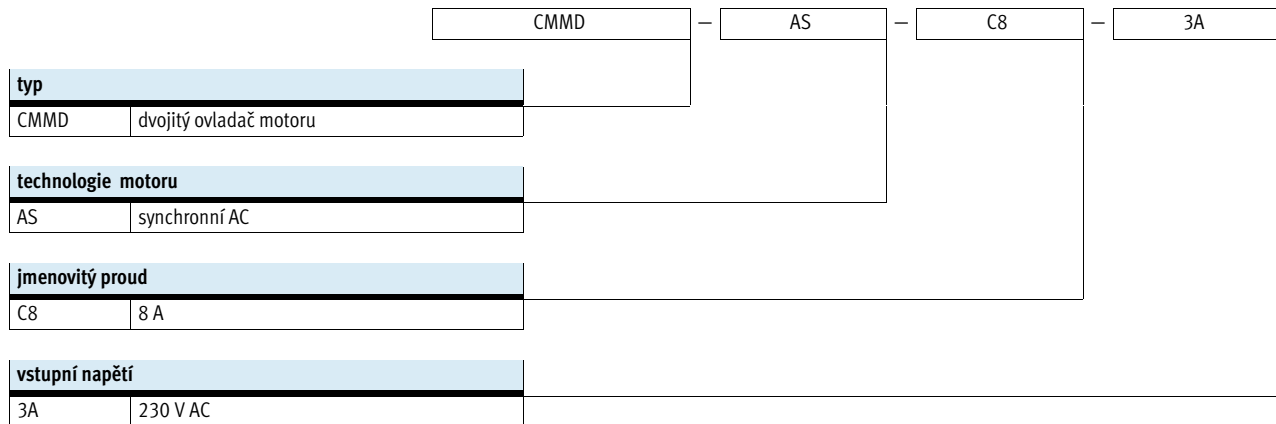 CMMD – AS – C8 – 3A
typ
CMMD dvojitý ovladač motoru
technologie motoru
AS synchronní AC
jmenovitý proud
C8 8 A
vstupní napětí
3A 230 V AC